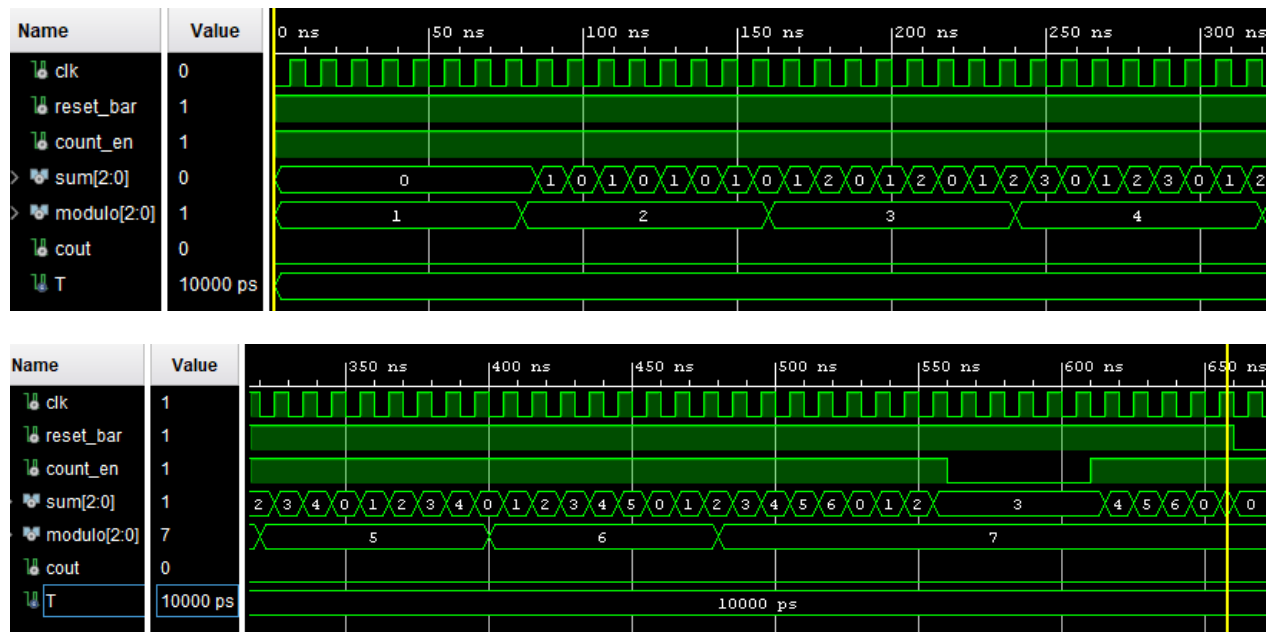 Name Value 0 ns 50 ns 100 ns 150 ns 200 ns 250 ns 300 ns
clk 0
reset_bar 1
count_en 1
sum[2:0] 0 0 1 0 1 0 1 0 1 0 1 2 0 1 2 0 1 2 3 0 1 2 3 0 1 2
modulo[2:0] 1 1 2 3 4
cout 0
T 10000 ps
Name Value 350 ns 400 ns 450 ns 500 ns 550 ns 600 ns 650 ns
clk 1
reset_bar 1
count_en 1
sum[2:0] 1 2 3 4 0 1 2 3 4 0 1 2 3 4 5 0 1 2 3 4 5 6 0 1 2 3 4 5 6 0 0
modulo[2:0] 7 5 6 7
cout 0
T 10000 ps 10000 ps